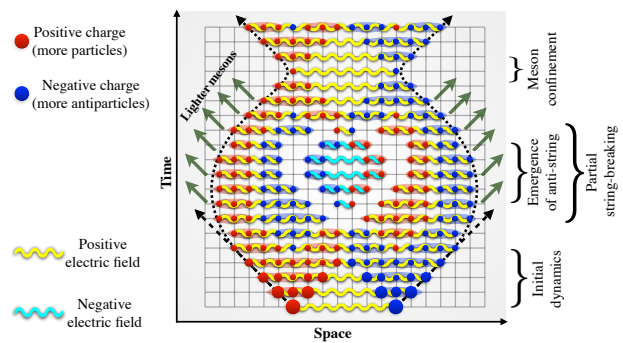 Positive charge
(more particles)
Negative charge
(more antiparticles)
Positive
electric field
Negative
electric field
Time
Space
Lighter mesons
Meson
confinement
Emergence
of anti-string
Partial
string-breaking
Initial
dynamics